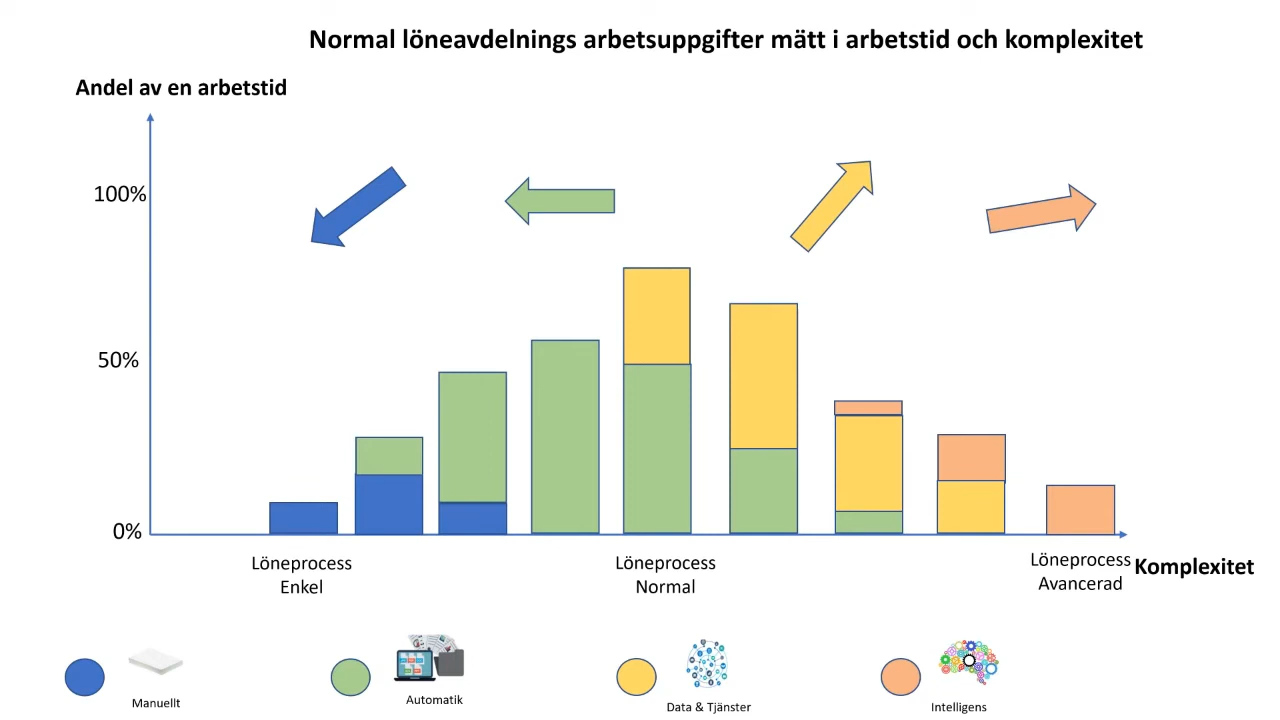 Normal löneavdelnings arbetsuppgifter mätt i arbetstid och komplexitet
Andel av en arbetstid
100%
50%
0%
Löneprocess
Enkel
Löneprocess
Normal
Löneprocess
Avancerad
Komplexitet
Manuellt
Automatik
Data & Tjänster
Intelligens